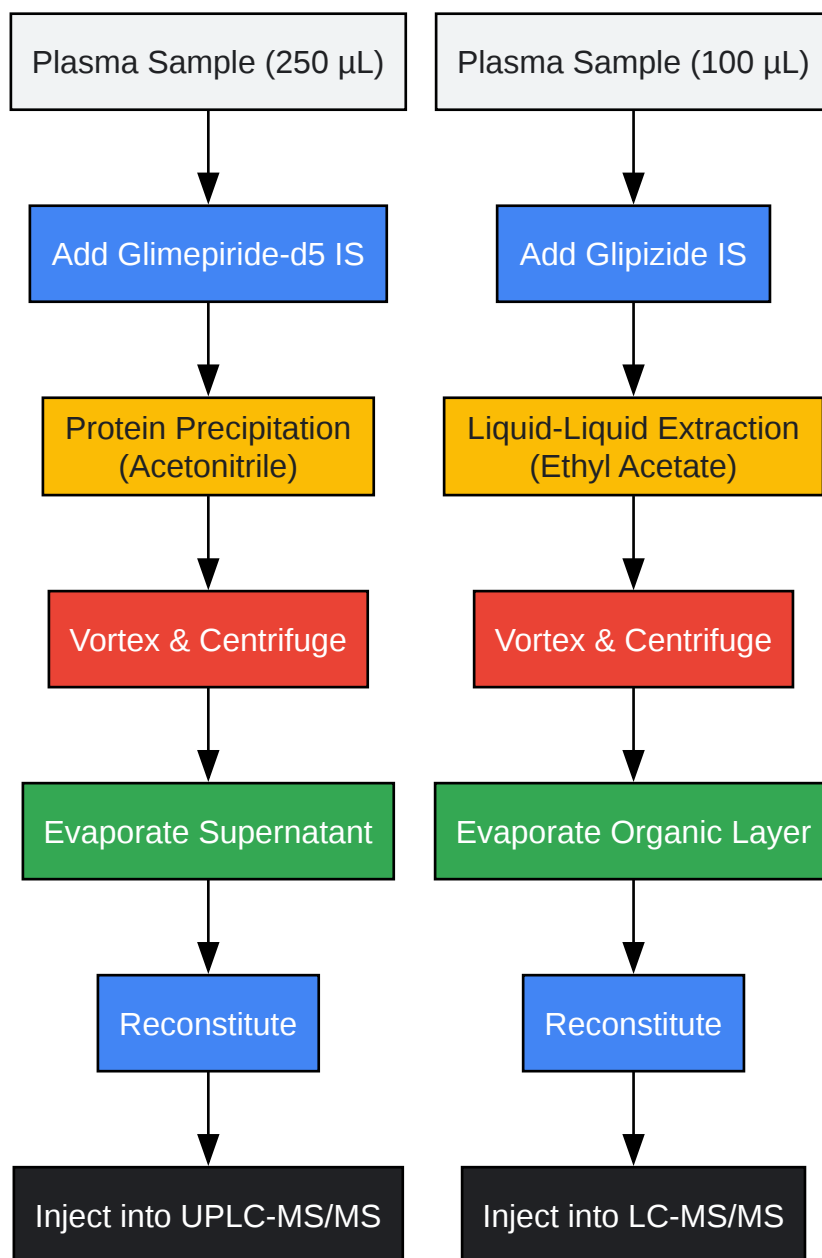 Plasma Sample (250 µL)
Add Glimepiride-d5 IS
Protein Precipitation
(Acetonitrile)
Vortex & Centrifuge
Evaporate Supernatant
Reconstitute
Inject into UPLC-MS/MS
Plasma Sample (100 µL)
Add Glipizide IS
Liquid-Liquid Extraction
(Ethyl Acetate)
Vortex & Centrifuge
Evaporate Organic Layer
Reconstitute
Inject into LC-MS/MS